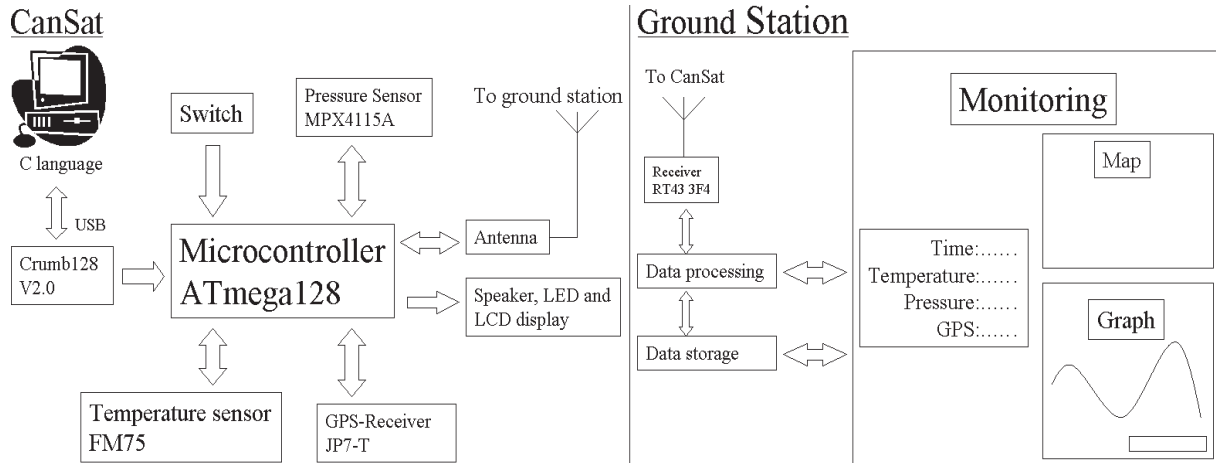 CanSat
C language
USB
Crumb128
V2.0
Switch
Pressure Sensor
MPX4115A
To ground station
Microcontroller
ATmega128
Antenna
Speaker, LED and
LCD display
Temperature sensor
FM75
GPS-Receiver
JP7-T
Ground Station
To CanSat
Receiver
RT43 3F4
Data processing
Data storage
Monitoring
Map
Time:......
Temperature:......
Pressure:......
GPS:......
Graph